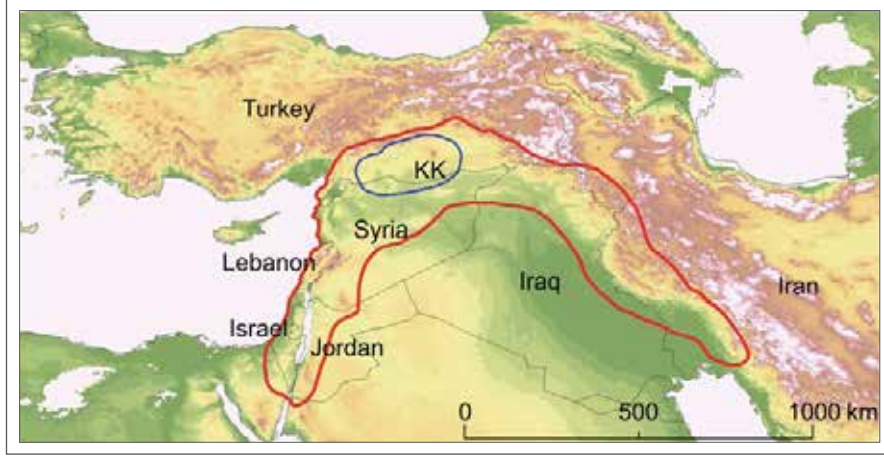 Turkey
KK
Syria
Lebanon
Iraq
Iran
Israel
Jordan
0 500 1000 km